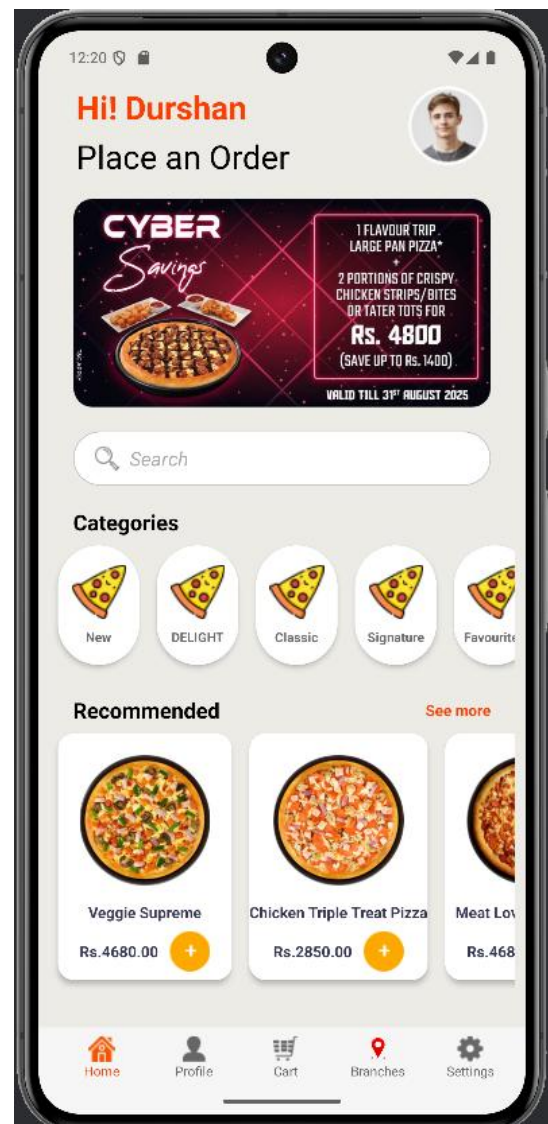 12:20
Hi! Durshan
Place an Order
CYBER
Savings
1 FLAVOUR TRIP
LARGE PAN PIZZA*
+
2 PORTIONS OF CRISPY
CHICKEN STRIPS/BITES
OR TATER TOTS FOR
Rs. 4800
(SAVE UP TO Rs. 1400)
VALID TILL 31ST AUGUST 2025
Search
Categories
New DELIGHT Classic Signature Favourite
Recommended See more
Veggie Supreme Chicken Triple Treat Pizza Meat Lov
Rs.4680.00 + Rs.2850.00 + Rs.468
Home Profile Cart Branches Settings